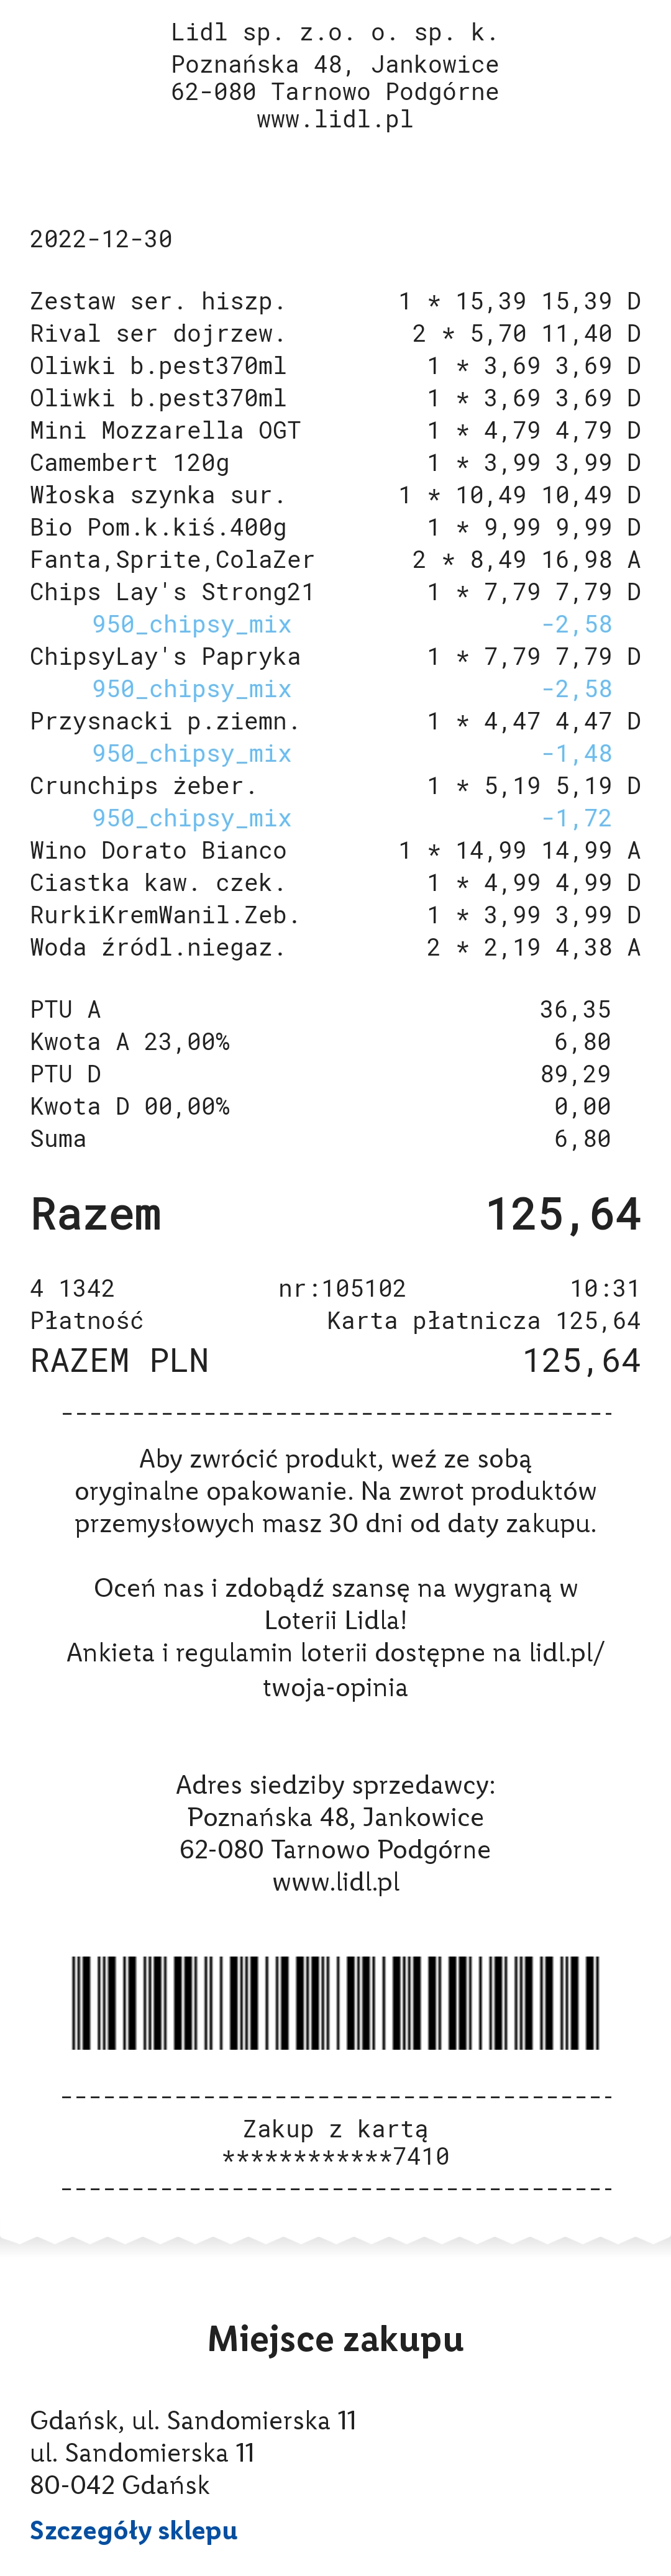 Lidl sp. z.o. o. sp. k.
Poznańska 48, Jankowice
62-080 Tarnowo Podgórne
www.lidl.pl
2022-12-30
Zestaw ser. hiszp. 1 * 15,39 15,39 D
Rival ser dojrzew. 2 * 5,70 11,40 D
Oliwki b.pest370ml 1 * 3,69 3,69 D
Oliwki b.pest370ml 1 * 3,69 3,69 D
Mini Mozzarella OGT 1 * 4,79 4,79 D
Camembert 120g 1 * 3,99 3,99 D
Włoska szynka sur. 1 * 10,49 10,49 D
Bio Pom.k.kiś.400g 1 * 9,99 9,99 D
Fanta,Sprite,ColaZer 2 * 8,49 16,98 A
Chips Lay's Strong21 1 * 7,79 7,79 D
950_chipsy_mix -2,58
ChipsyLay's Papryka 1 * 7,79 7,79 D
950_chipsy_mix -2,58
Przysnacki p.ziemn. 1 * 4,47 4,47 D
950_chipsy_mix -1,48
Crunchips żeber. 1 * 5,19 5,19 D
950_chipsy_mix -1,72
Wino Dorato Bianco 1 * 14,99 14,99 A
Ciastka kaw. czek. 1 * 4,99 4,99 D
RurkiKremWanil.Zeb. 1 * 3,99 3,99 D
Woda źródl.niegaz. 2 * 2,19 4,38 A
PTU A 36,35
Kwota A 23,00% 6,80
PTU D 89,29
Kwota D 00,00% 0,00
Suma 6,80
Razem 125,64
4 1342 nr:105102 10:31
Płatność Karta płatnicza 125,64
RAZEM PLN 125,64
Aby zwrócić produkt, weź ze sobą
oryginalne opakowanie. Na zwrot produktów
przemysłowych masz 30 dni od daty zakupu.
Oceń nas i zdobądź szansę na wygraną w
Loterii Lidla!
Ankieta i regulamin loterii dostępne na lidl.pl/
twoja-opinia
Adres siedziby sprzedawcy:
Poznańska 48, Jankowice
62-080 Tarnowo Podgórne
www.lidl.pl
Zakup z kartą
************7410
Miejsce zakupu
Gdańsk, ul. Sandomierska 11
ul. Sandomierska 11
80-042 Gdańsk
Szczegóły sklepu